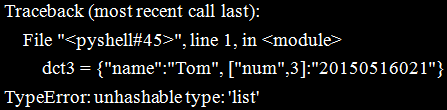 Traceback (most recent call last):
File "<pyshell#45>", line 1, in <module>
dct3 = {"name":"Tom", ["num",3]:"20150516021"}
TypeError: unhashable type: 'list'